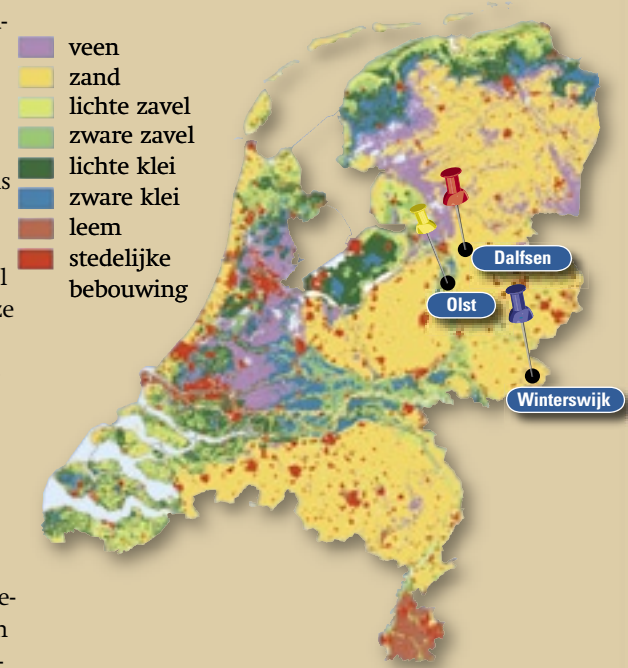 veen
zand
lichte zavel
zware zavel
lichte klei
zware klei
leem
stedelijke
bebouwing
Dalfsen
Olst
Winterswijk